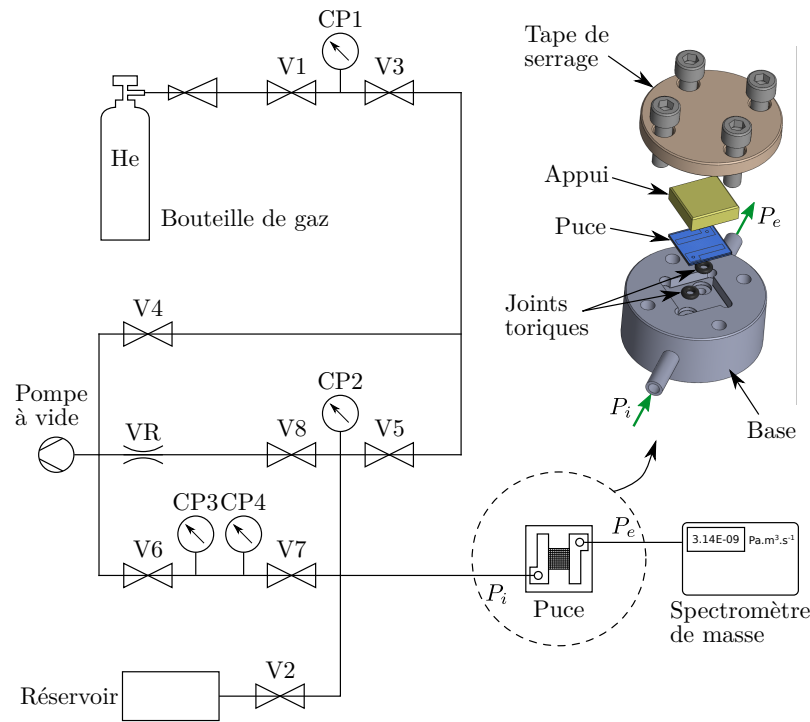 CP1
V1
V3
He
Bouteille de gaz
V4
Pompe
à vide
VR
V8
CP2
V5
CP3
CP4
V6
V7
P_i
Puce
P_e
3.14E-09
Pa.m³.s⁻¹
Spectromètre
de masse
V2
Réservoir
Tape de
serrage
Appui
P_e
Puce
Joints
toriques
P_i
Base